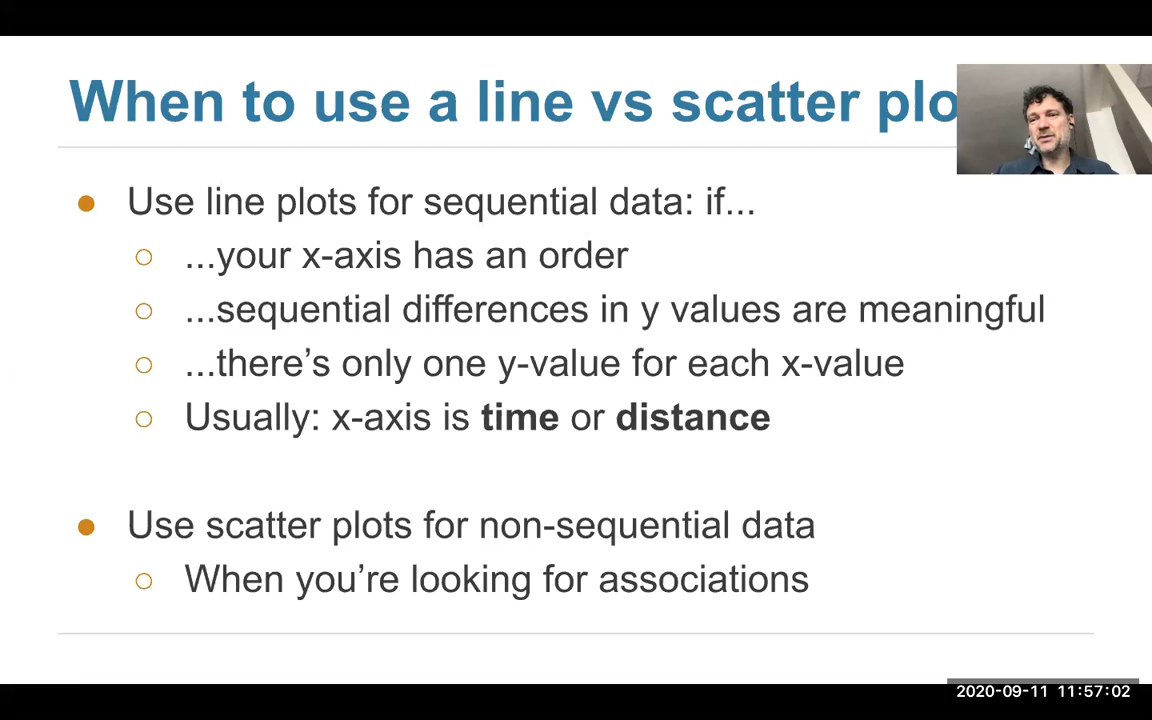 When to use a line vs scatter plo
● Use line plots for sequential data: if...
○ ...your x-axis has an order
○ ...sequential differences in y values are meaningful
○ ...there’s only one y-value for each x-value
○ Usually: x-axis is time or distance
● Use scatter plots for non-sequential data
○ When you’re looking for associations
2020-09-11 11:57:02